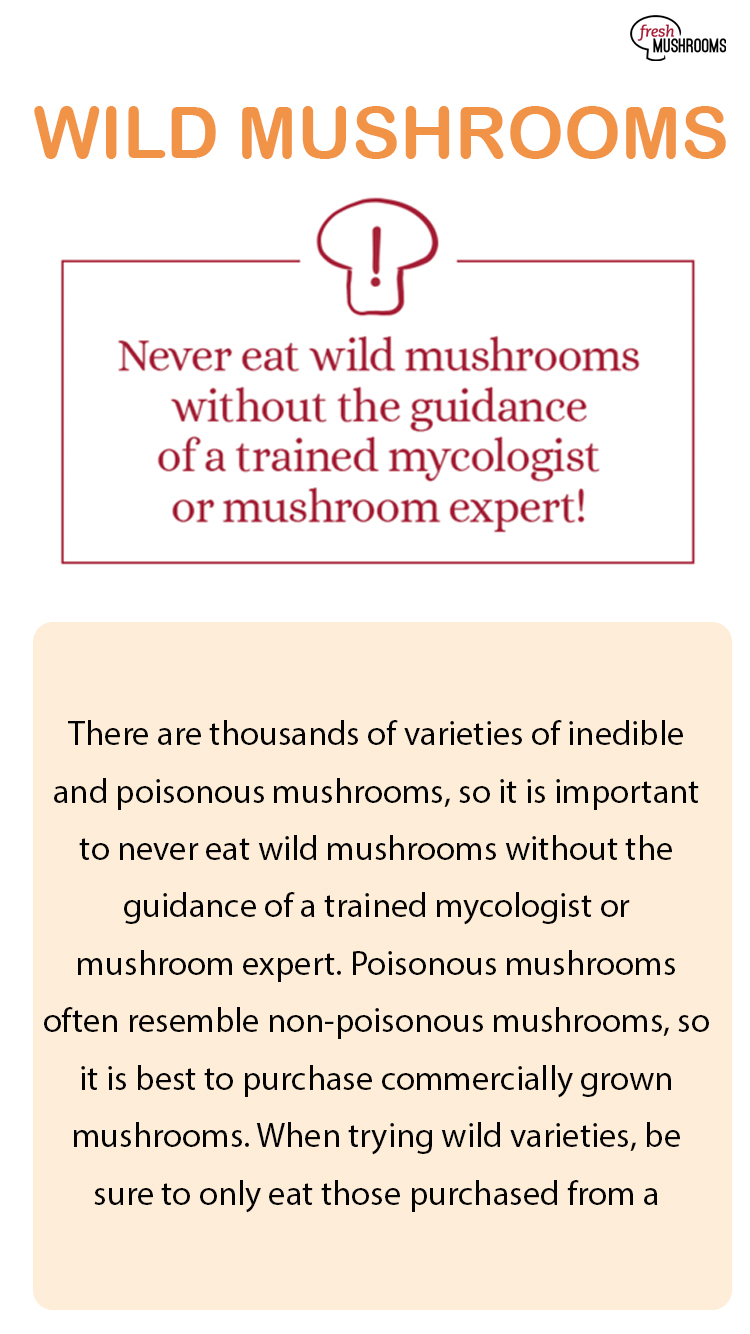 fresh
MUSHROOMS
WILD MUSHROOMS
!
Never eat wild mushrooms
without the guidance
of a trained mycologist
or mushroom expert!
There are thousands of varieties of inedible
and poisonous mushrooms, so it is important
to never eat wild mushrooms without the
guidance of a trained mycologist or
mushroom expert. Poisonous mushrooms
often resemble non-poisonous mushrooms, so
it is best to purchase commercially grown
mushrooms. When trying wild varieties, be
sure to only eat those purchased from a